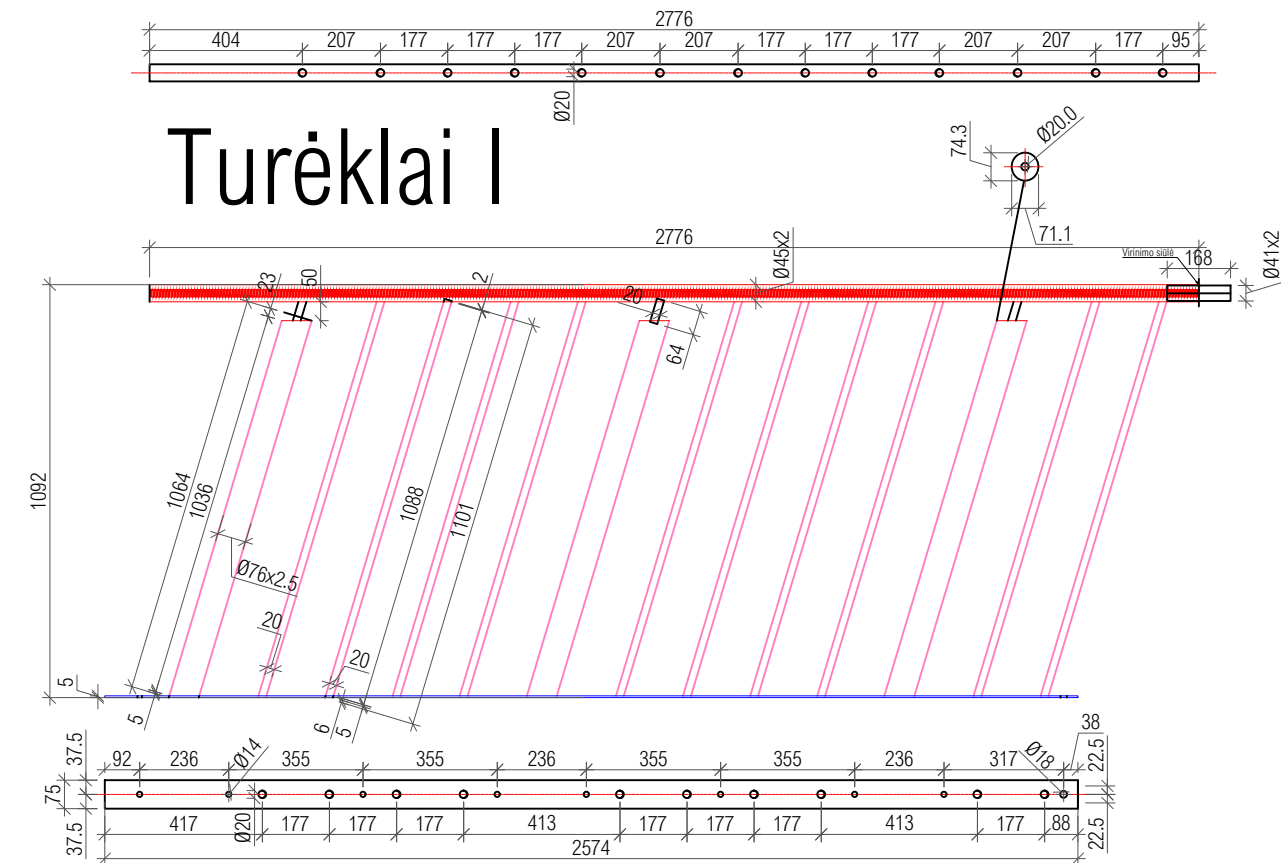 2776
404 207 177 177 177 207 207 177 177 177 207 207 177 95
Ø20
Turėklai I
74.3
Ø20.0
71.1
2776
Virinimo siūlė
168
Ø45x2
Ø41x2
23
50
2
20
64
1092
1064
1036
1088
1101
Ø76x2.5
20
20
5
5
6
5
38
37.5
92 236 Ø14 355 355 236 355 355 236 317 Ø18
22.5
75
37.5
417 Ø20 177 177 177 413 177 177 177 413 177 88
22.5
2574